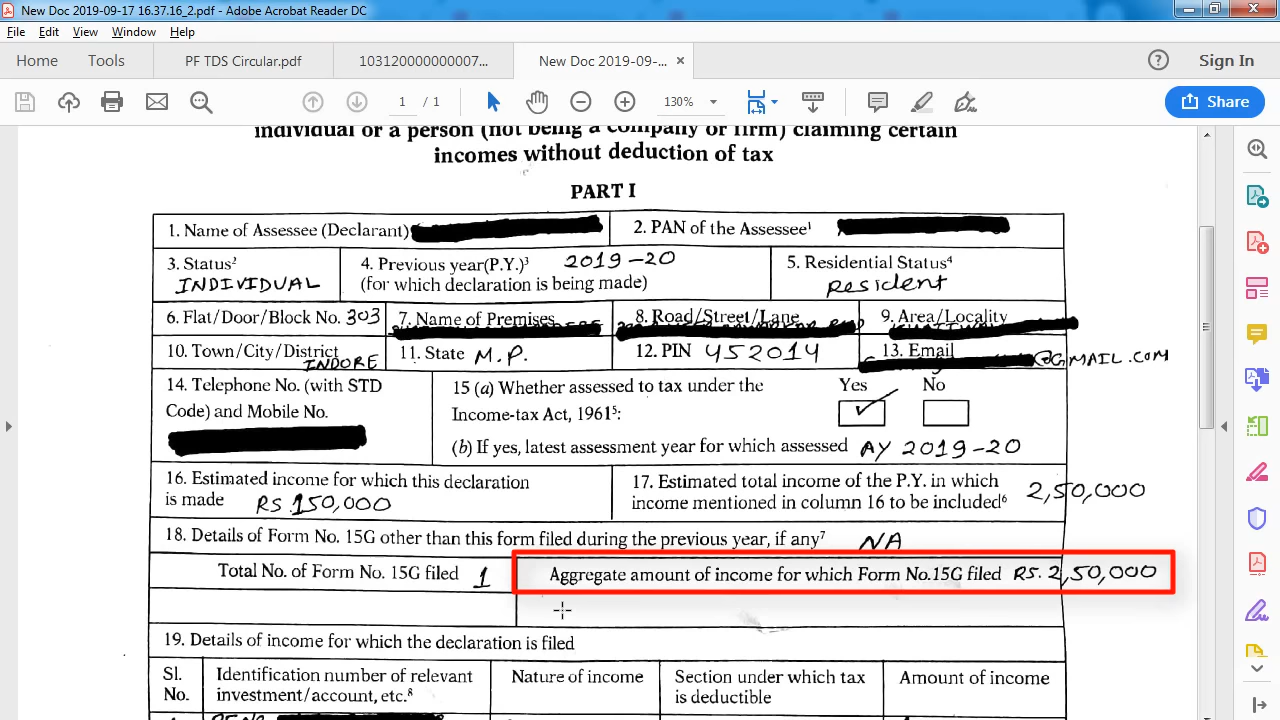 New Doc 2019-09-17 16.37.16_2.pdf - Adobe Acrobat Reader DC
File Edit View Window Help
Home Tools PF TDS Circular.pdf 103120000000007... New Doc 2019-09-... × ? Sign In
1 / 1 130% Share
individual or a person (not being a company or firm) claiming certain
incomes without deduction of tax
PART I
1. Name of Assessee (Declarant) 2. PAN of the Assessee1
3. Status2 4. Previous year(P.Y.)3 2019-20 5. Residential Status4
INDIVIDUAL (for which declaration is being made) Resident
6. Flat/Door/Block No. 303 7. Name of Premises 8. Road/Street/Lane 9. Area/Locality
10. Town/City/District INDORE 11. State M.P. 12. PIN 452014 13. Email @GMAIL.COM
14. Telephone No. (with STD 15 (a) Whether assessed to tax under the Yes No
Code) and Mobile No. Income-tax Act, 19615:
(b) If yes, latest assessment year for which assessed AY 2019-20
16. Estimated income for which this declaration 17. Estimated total income of the P.Y. in which
is made RS.150,000 income mentioned in column 16 to be included6 2,50,000
18. Details of Form No. 15G other than this form filed during the previous year, if any7 NA
Total No. of Form No. 15G filed 1 Aggregate amount of income for which Form No.15G filed RS. 2,50,000
19. Details of income for which the declaration is filed
Sl. Identification number of relevant Nature of income Section under which tax Amount of income
No. investment/account, etc.8 is deductible